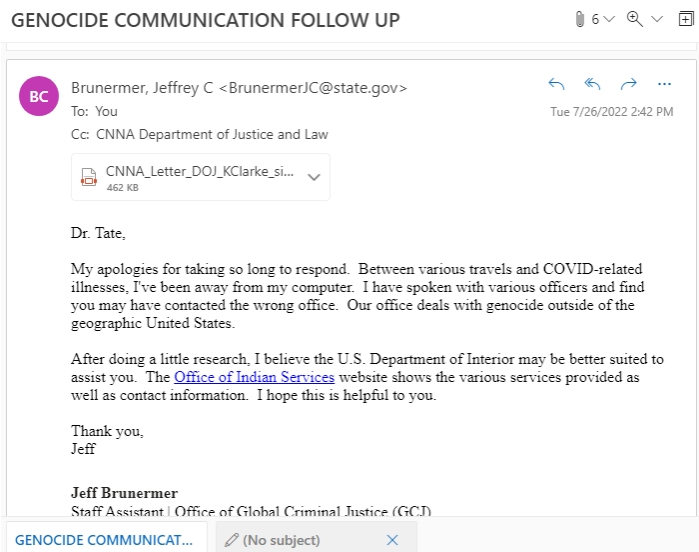 GENOCIDE COMMUNICATION FOLLOW UP
6
BC
Brunermer, Jeffrey C <BrunermerJC@state.gov>
To: You
Tue 7/26/2022 2:42 PM
Cc: CNNA Department of Justice and Law
CNNA_Letter_DOJ_KClarke_si...
462 KB
Dr. Tate,
My apologies for taking so long to respond. Between various travels and COVID-related
illnesses, I've been away from my computer. I have spoken with various officers and find
you may have contacted the wrong office. Our office deals with genocide outside of the
geographic United States.
After doing a little research, I believe the U.S. Department of Interior may be better suited to
assist you. The Office of Indian Services website shows the various services provided as
well as contact information. I hope this is helpful to you.
Thank you,
Jeff
Jeff Brunermer
Staff Assistant | Office of Global Criminal Justice (GCJ)
GENOCIDE COMMUNICAT...
(No subject)